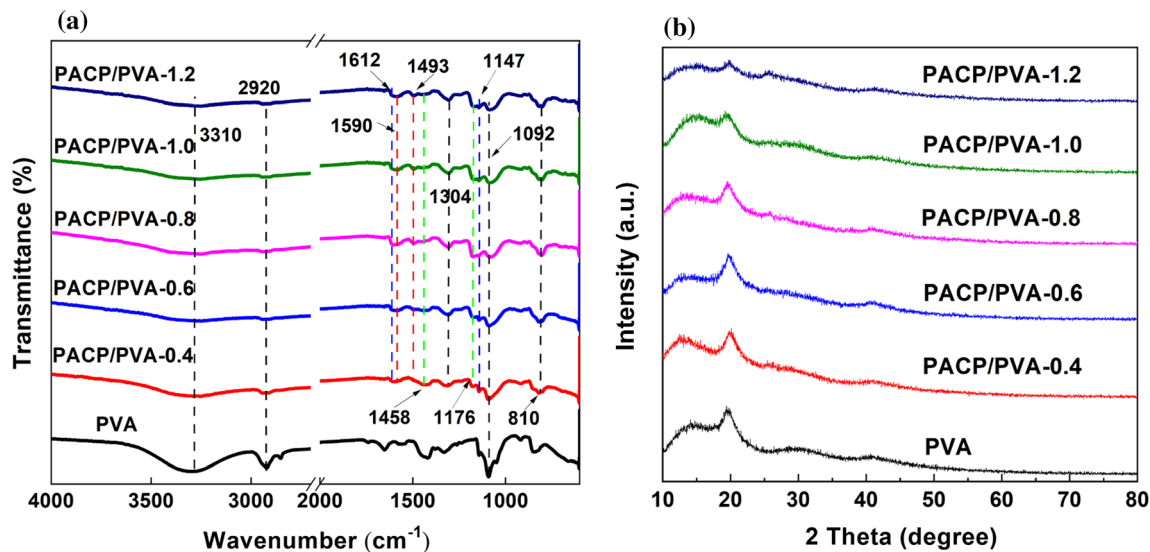 (a)
PACP/PVA-1.2
PACP/PVA-1.0
PACP/PVA-0.8
PACP/PVA-0.6
PACP/PVA-0.4
PVA
3310
2920
1612
1493
1147
1590
1092
1304
1458
1176
810
Transmittance (%)
4000 3500 3000 2 00 1500 1000
Wavenumber (cm⁻¹)
(b)
PACP/PVA-1.2
PACP/PVA-1.0
PACP/PVA-0.8
PACP/PVA-0.6
PACP/PVA-0.4
PVA
Intensity (a.u.)
10 20 30 40 50 60 70 80
2 Theta (degree)